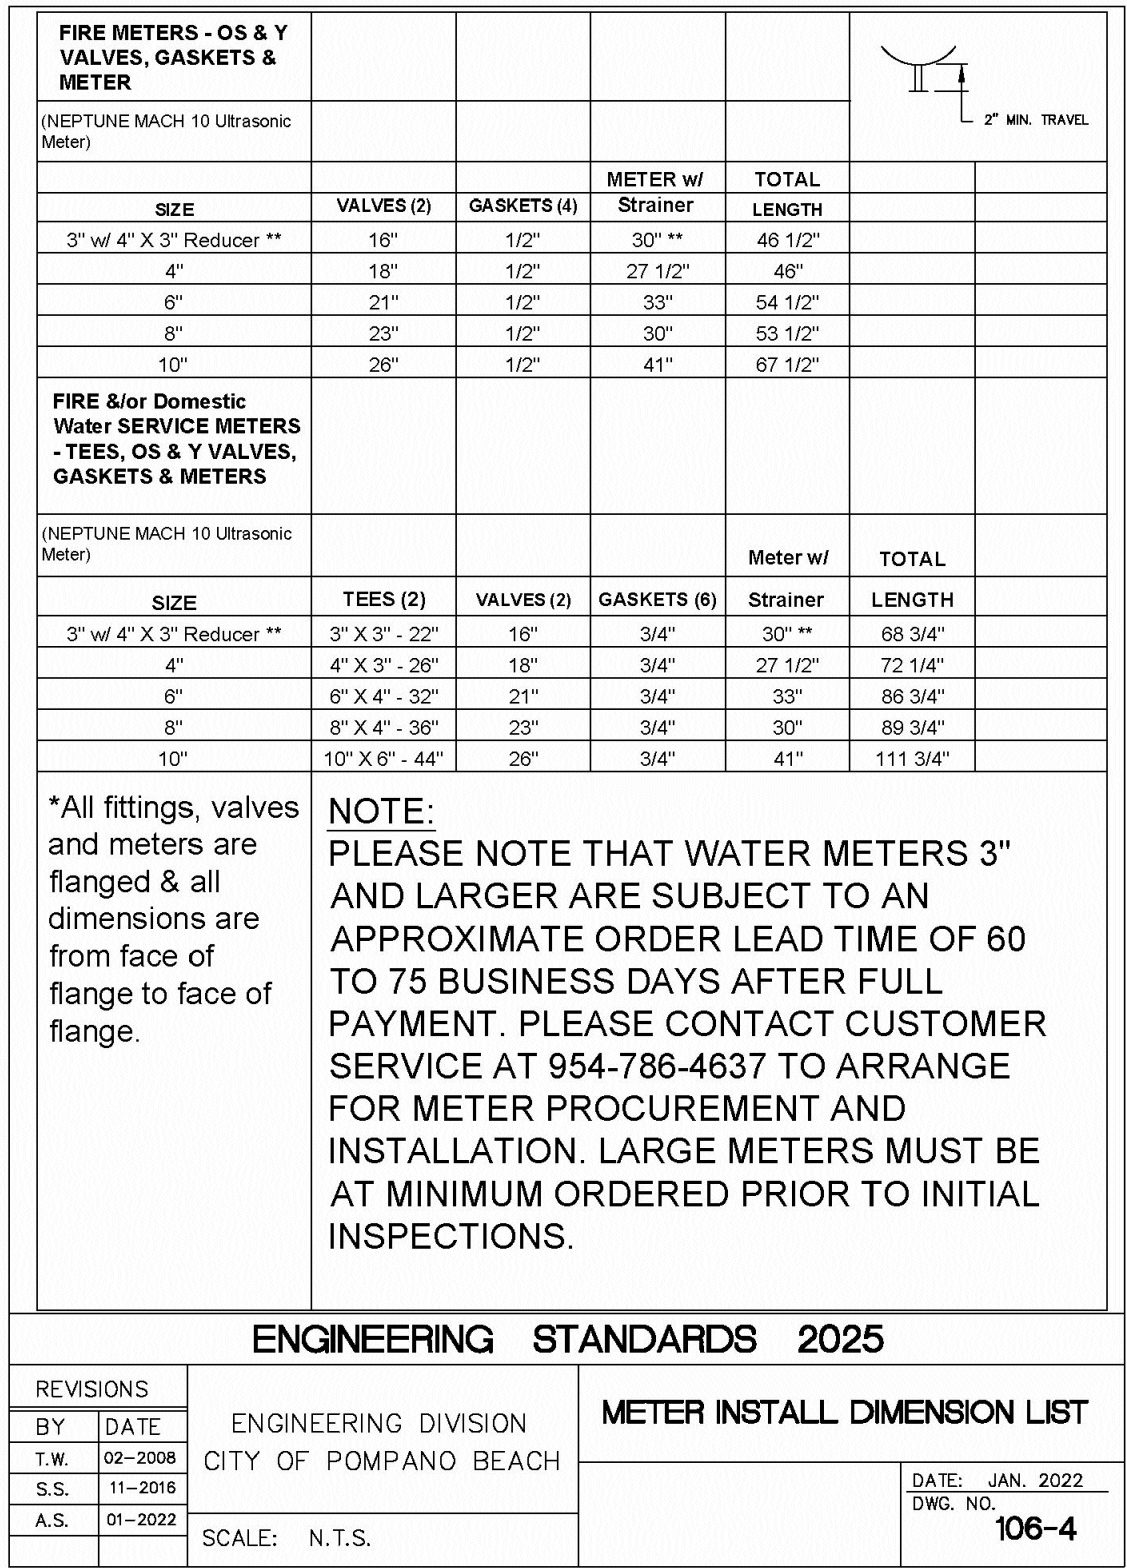 FIRE METERS - OS & Y
VALVES, GASKETS &
METER
2" MIN. TRAVEL
(NEPTUNE MACH 10 Ultrasonic
Meter)
METER w/ TOTAL
SIZE VALVES (2) GASKETS (4) Strainer LENGTH
3" w/ 4" X 3" Reducer ** 16" 1/2" 30" ** 46 1/2"
4" 18" 1/2" 27 1/2" 46"
6" 21" 1/2" 33" 54 1/2"
8" 23" 1/2" 30" 53 1/2"
10" 26" 1/2" 41" 67 1/2"
FIRE &/or Domestic
Water SERVICE METERS
- TEES, OS & Y VALVES,
GASKETS & METERS
(NEPTUNE MACH 10 Ultrasonic
Meter)
Meter w/ TOTAL
SIZE TEES (2) VALVES (2) GASKETS (6) Strainer LENGTH
3" w/ 4" X 3" Reducer ** 3" X 3" - 22" 16" 3/4" 30" ** 68 3/4"
4" 4" X 3" - 26" 18" 3/4" 27 1/2" 72 1/4"
6" 6" X 4" - 32" 21" 3/4" 33" 86 3/4"
8" 8" X 4" - 36" 23" 3/4" 30" 89 3/4"
10" 10" X 6" - 44" 26" 3/4" 41" 111 3/4"
*All fittings, valves
and meters are
flanged & all
dimensions are
from face of
flange to face of
flange.
NOTE:
PLEASE NOTE THAT WATER METERS 3"
AND LARGER ARE SUBJECT TO AN
APPROXIMATE ORDER LEAD TIME OF 60
TO 75 BUSINESS DAYS AFTER FULL
PAYMENT. PLEASE CONTACT CUSTOMER
SERVICE AT 954-786-4637 TO ARRANGE
FOR METER PROCUREMENT AND
INSTALLATION. LARGE METERS MUST BE
AT MINIMUM ORDERED PRIOR TO INITIAL
INSPECTIONS.
ENGINEERING STANDARDS 2025
REVISIONS
BY DATE
T.W. 02-2008
S.S. 11-2016
A.S. 01-2022
ENGINEERING DIVISION
CITY OF POMPANO BEACH
SCALE: N.T.S.
METER INSTALL DIMENSION LIST
DATE: JAN. 2022
DWG. NO.
106-4